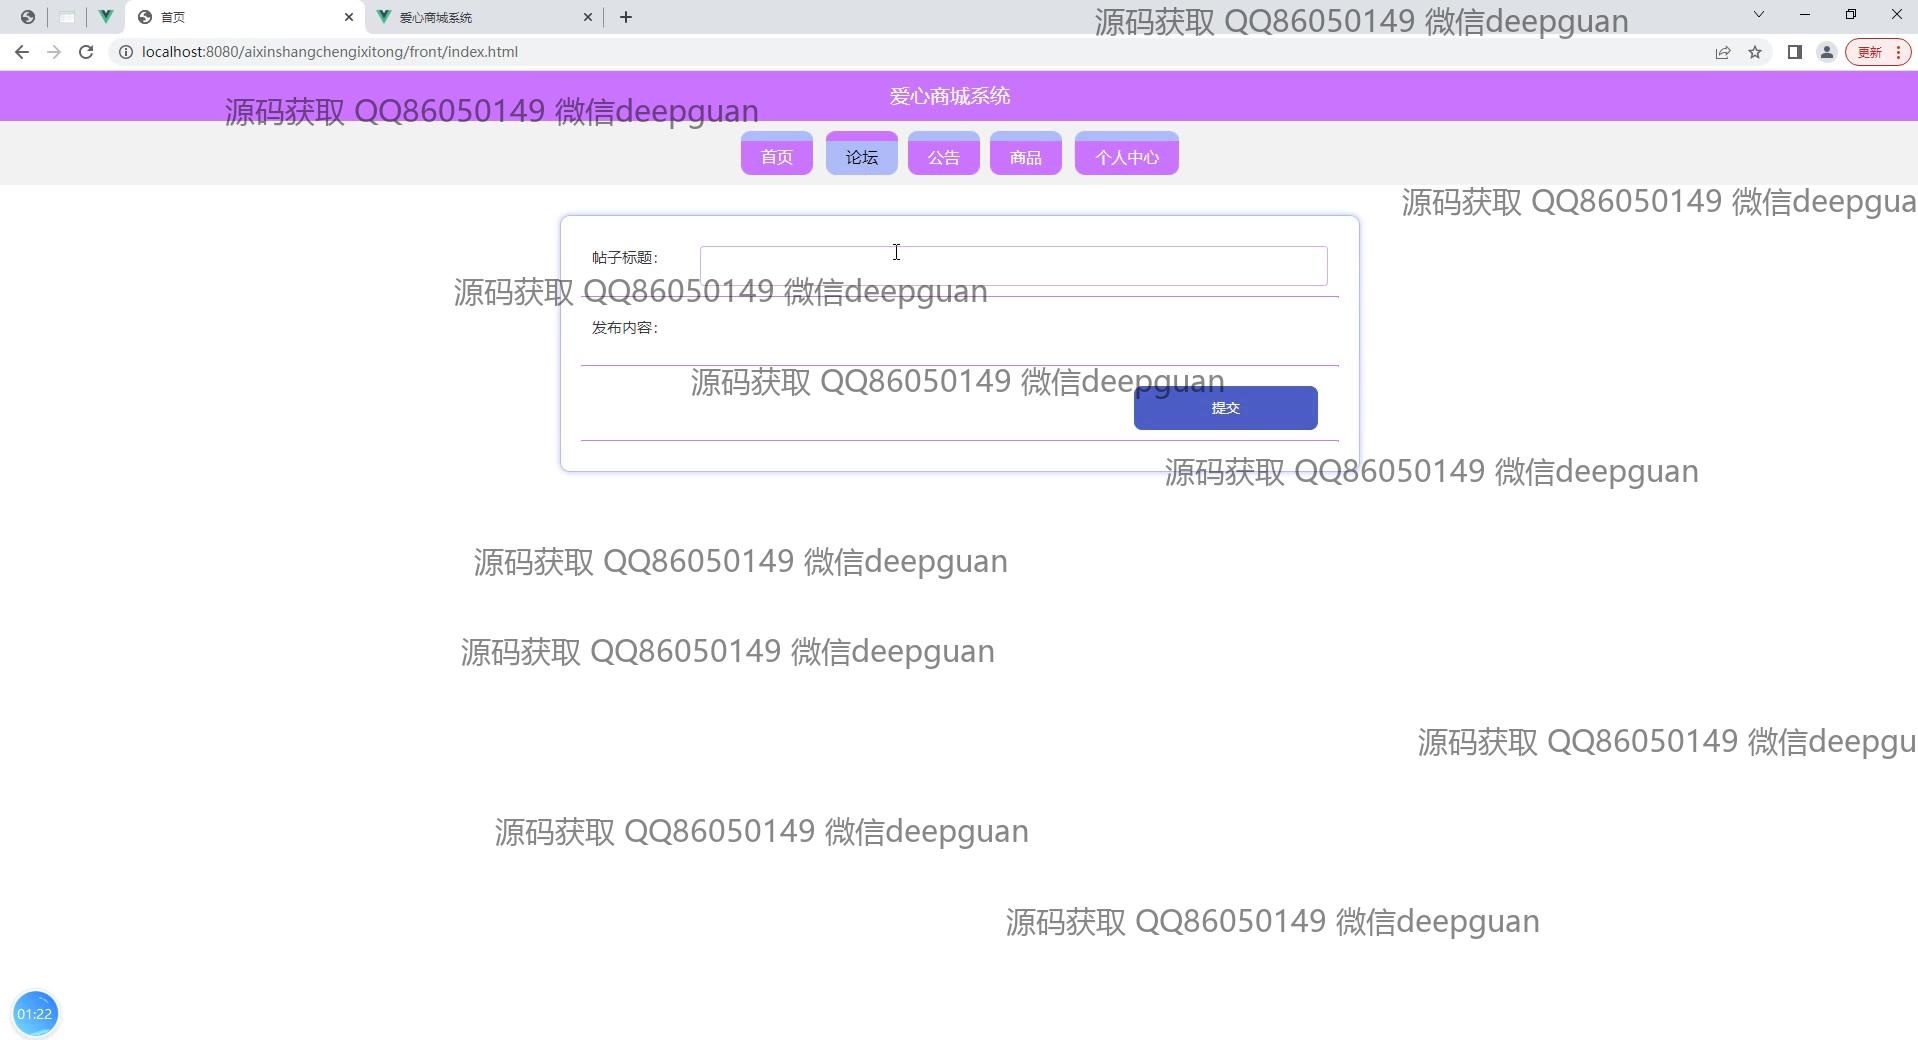 首页
爱心商城系统
源码获取 QQ86050149 微信deepguan
localhost:8080/aixinshangchengixitong/front/index.html
更新
爱心商城系统
源码获取 QQ86050149 微信deepguan
首页 论坛 公告 商品 个人中心
源码获取 QQ86050149 微信deepgua
帖子标题：
源码获取 QQ86050149 微信deepguan
发布内容：
源码获取 QQ86050149 微信deepguan
提交
源码获取 QQ86050149 微信deepguan
源码获取 QQ86050149 微信deepguan
源码获取 QQ86050149 微信deepguan
源码获取 QQ86050149 微信deepgu
源码获取 QQ86050149 微信deepguan
源码获取 QQ86050149 微信deepguan
01:22